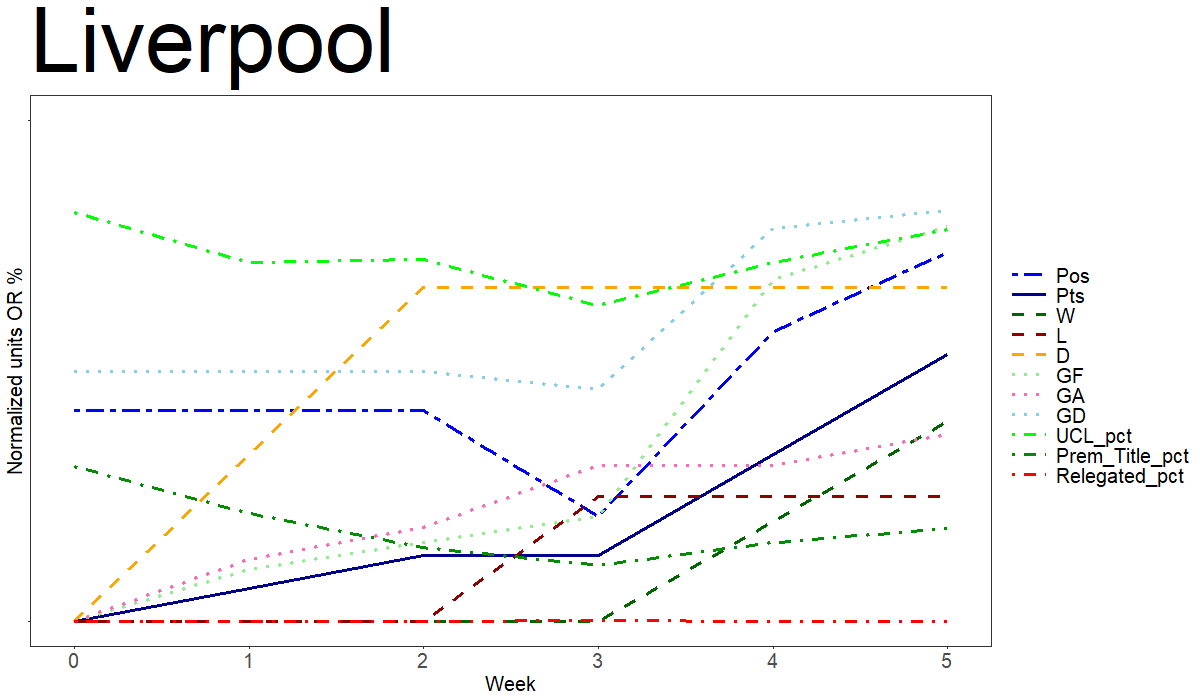 Liverpool
Normalized units OR %
0 1 2 3 4 5
Week
Pos
Pts
W
L
D
GF
GA
GD
UCL_pct
Prem_Title_pct
Relegated_pct